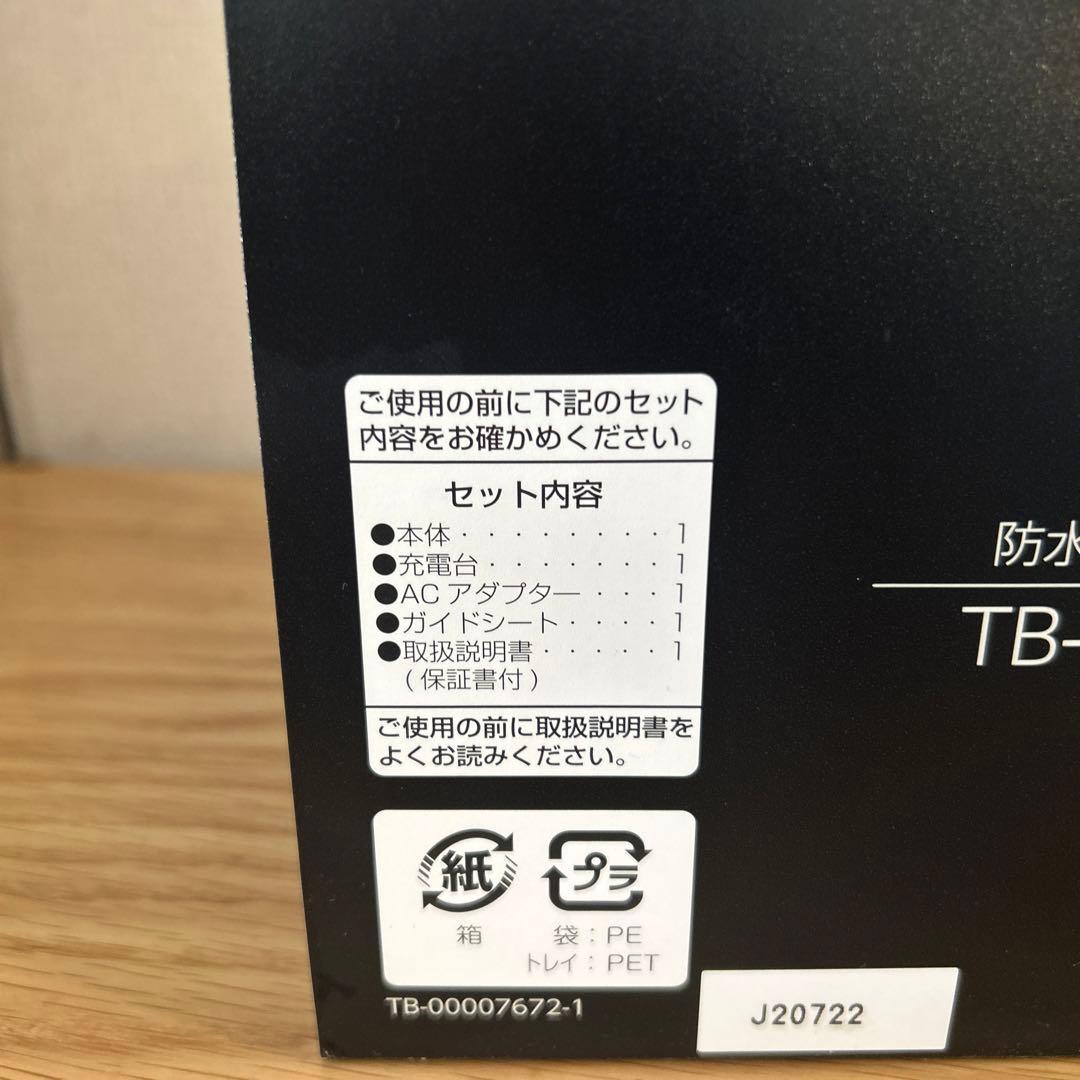 ご使用の前に下記のセット
内容をお確かめください。
セット内容
●本体・・・・・・・・1
●充電台・・・・・・・1
●ACアダプター・・・・1
●ガイドシート・・・・1
●取扱説明書・・・・・1
(保証書付)
ご使用の前に取扱説明書を
よくお読みください。
紙
プラ
箱
袋：PE
トレイ：PET
TB-00007672-1
J20722
防水
TB-